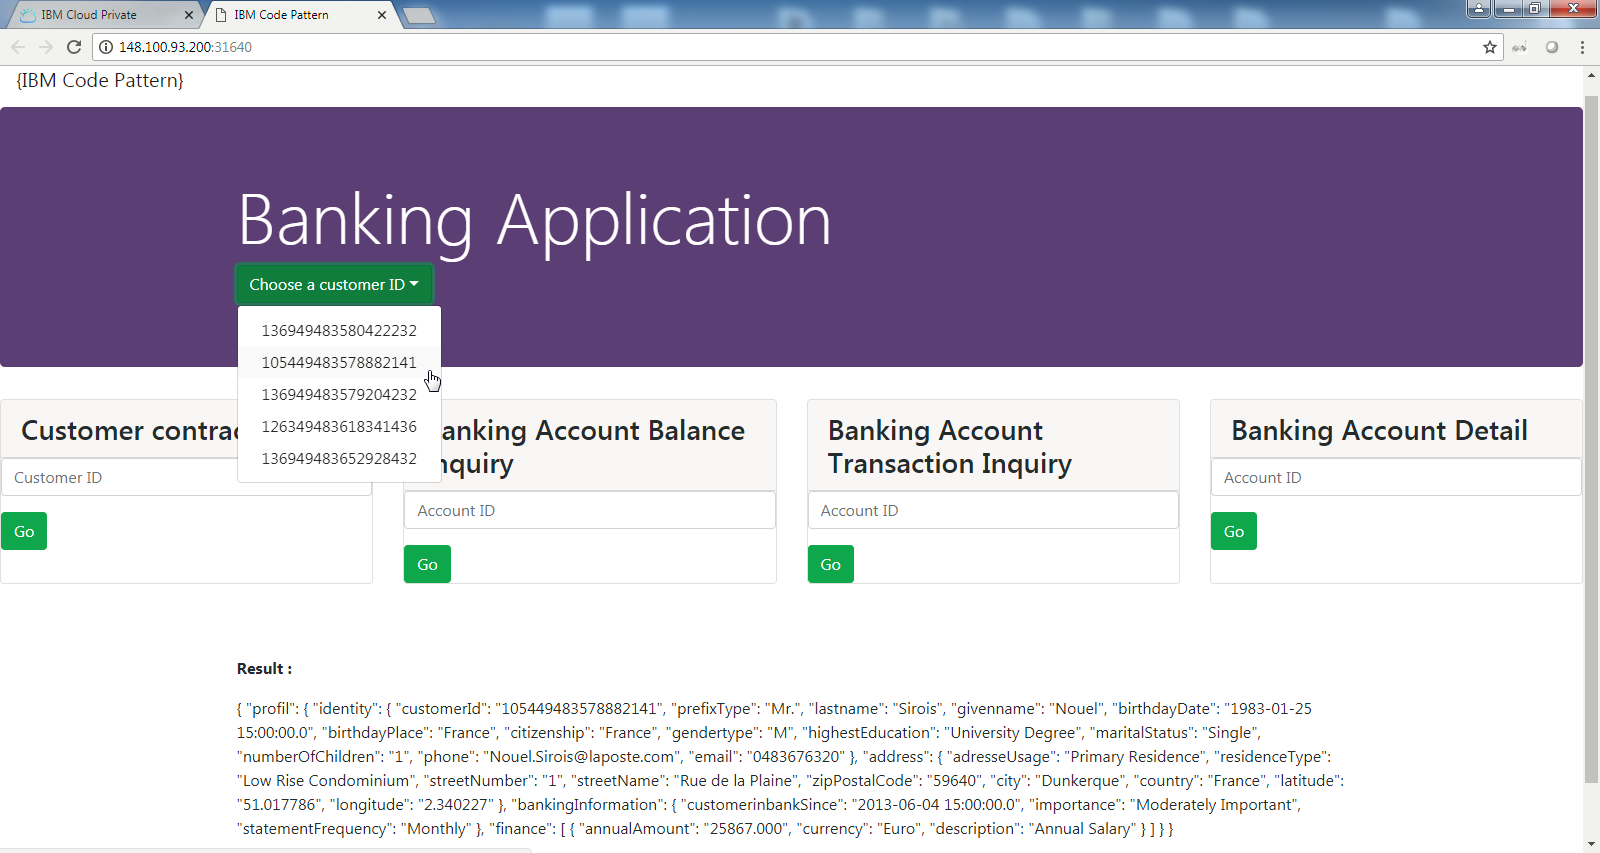 IBM Cloud Private
IBM Code Pattern
148.100.93.200:31640
{IBM Code Pattern}
Banking Application
Choose a customer ID
136949483580422232
105449483578882141
136949483579204232
126349483618341436
136949483652928432
Customer contrac
Customer ID
Go
anking Account Balance
nquiry
Account ID
Go
Banking Account
Transaction Inquiry
Account ID
Go
Banking Account Detail
Account ID
Go
Result :
{ "profil": { "identity": { "customerId": "105449483578882141", "prefixType": "Mr.", "lastname": "Sirois", "givenname": "Nouel", "birthdayDate": "1983-01-25
15:00:00.0", "birthdayPlace": "France", "citizenship": "France", "gendertype": "M", "highestEducation": "University Degree", "maritalStatus": "Single",
"numberOfChildren": "1", "phone": "Nouel.Sirois@laposte.com", "email": "0483676320" }, "address": { "adresseUsage": "Primary Residence", "residenceType":
"Low Rise Condominium", "streetNumber": "1", "streetName": "Rue de la Plaine", "zipPostalCode": "59640", "city": "Dunkerque", "country": "France", "latitude":
"51.017786", "longitude": "2.340227" }, "bankingInformation": { "customerinbankSince": "2013-06-04 15:00:00.0", "importance": "Moderately Important",
"statementFrequency": "Monthly" }, "finance": [ { "annualAmount": "25867.000", "currency": "Euro", "description": "Annual Salary" } ] } }